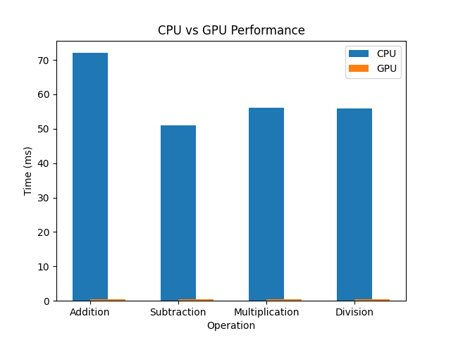 CPU vs GPU Performance
CPU
GPU
70
60
50
40
30
20
10
0
Time (ms)
Addition
Subtraction
Multiplication
Division
Operation